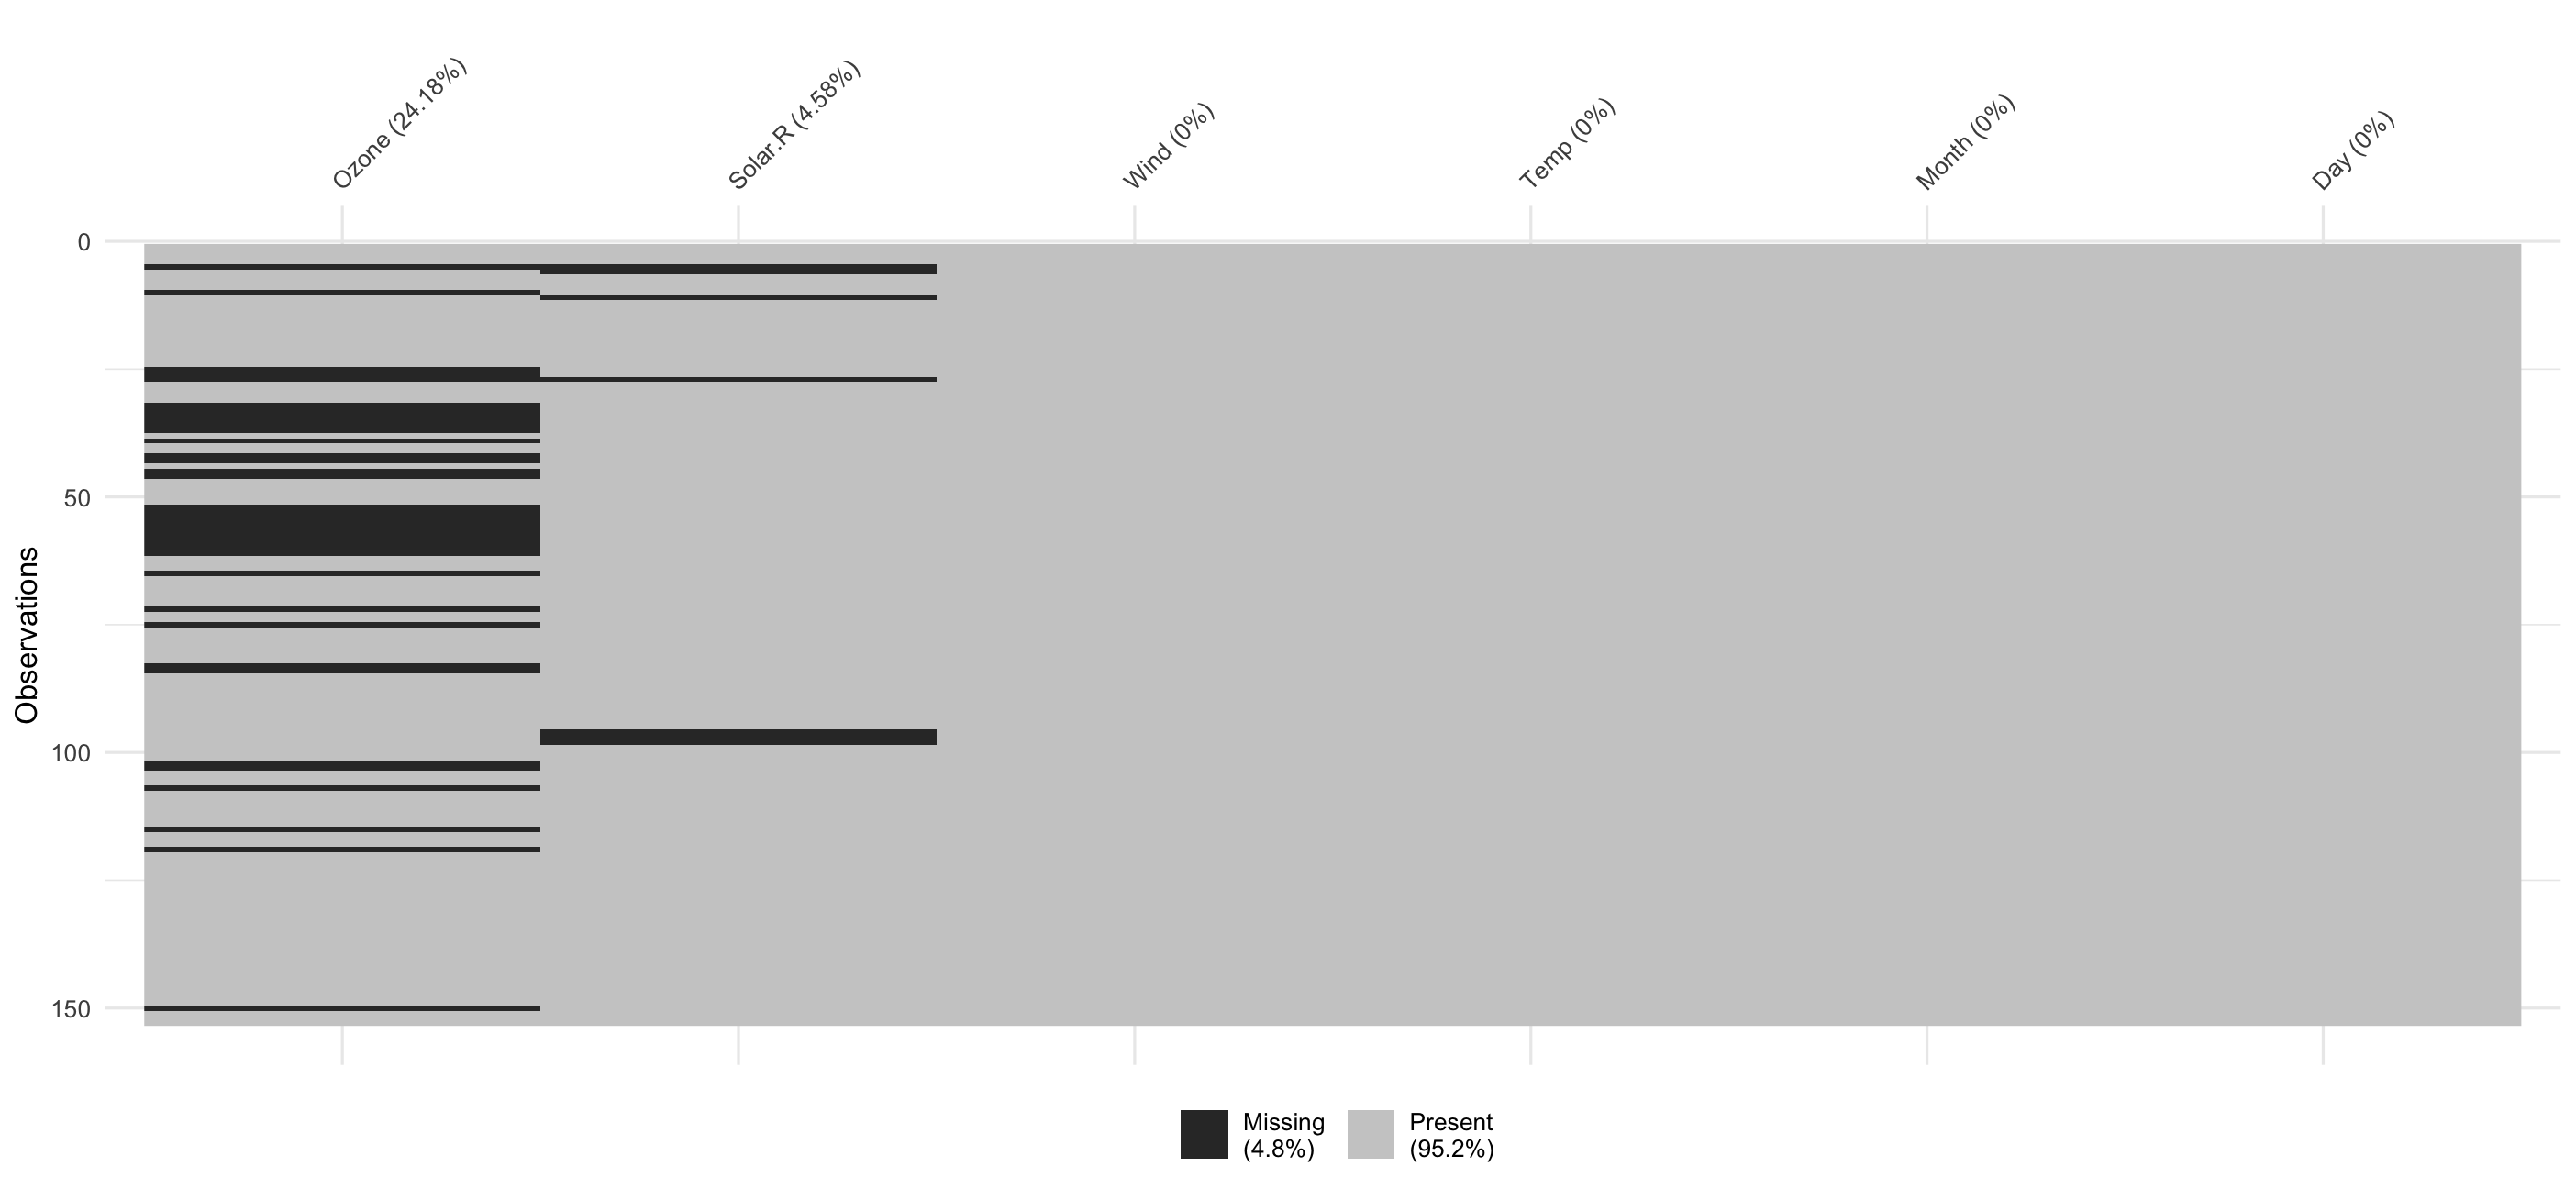 Ozone (24.18%)
Solar.R (4.58%)
Wind (0%)
Temp (0%)
Month (0%)
Day (0%)
0
50
100
150
Observations
Missing
(4.8%)
Present
(95.2%)